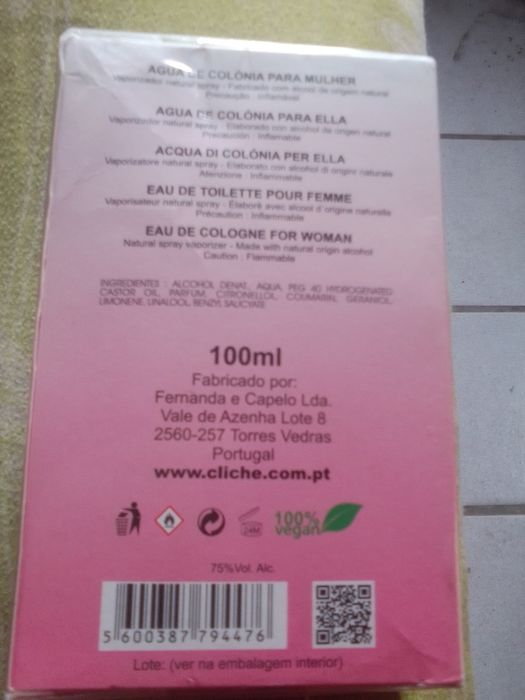 AGUA DE COLÓNIA PARA MULHER
Vaporizador natural spray - Fabricado com alcool de origem natural
Precaução : Inflamável
AGUA DE COLÓNIA PARA ELLA
Vaporizador natural spray - Elaborado con alcohol de origen natural
Precaución : Inflamable
ACQUA DI COLÓNIA PER ELLA
Vaporizatore natural spray - Elaborato con alcohol di origini naturale
Atenzione : Inflammable
EAU DE TOILETTE POUR FEMME
Vaporisateur natural spray - Élaboré avec alcool d'origine naturelle
Précaution : Inflammable
EAU DE COLOGNE FOR WOMAN
Natural spray vaporizer - Made with natural origin alcohol
Caution : Flammable
INGREDIENTES : ALCOHOL DENAT., AQUA, PEG 40 HYDROGENATED
CASTOR OIL, PARFUM, CITRONELLOL, COUMARIN, GERANIOL,
LIMONENE, LINALOOL, BENZYL SALICYATE
100ml
Fabricado por:
Fernanda e Capelo Lda.
Vale de Azenha Lote 8
2560-257 Torres Vedras
Portugal
www.cliche.com.pt
24M
100%
vegan
75%Vol. Alc.
5 600387 794476
Lote: (ver na embalagem interior)